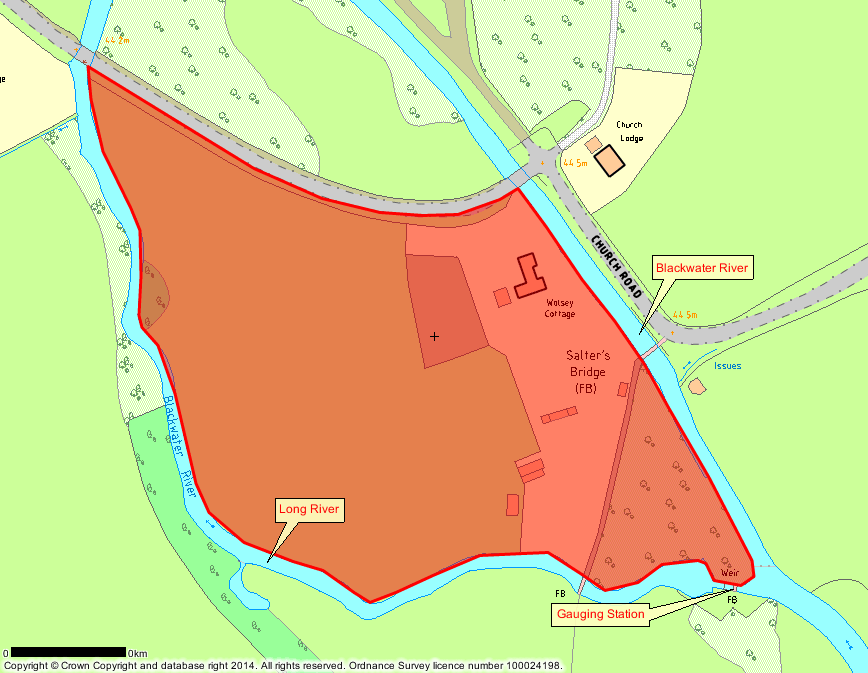 44.2m
e
Church
Lodge
44.5m
CHURCH ROAD
Blackwater River
Wolsey
Cottage
44.5m
Salter's
Bridge
(FB)
Issues
Blackwater
River
Long River
Weir
FB
FB
Gauging Station
0 0km
Copyright © Crown Copyright and database right 2014. All rights reserved. Ordnance Survey licence number 100024198.